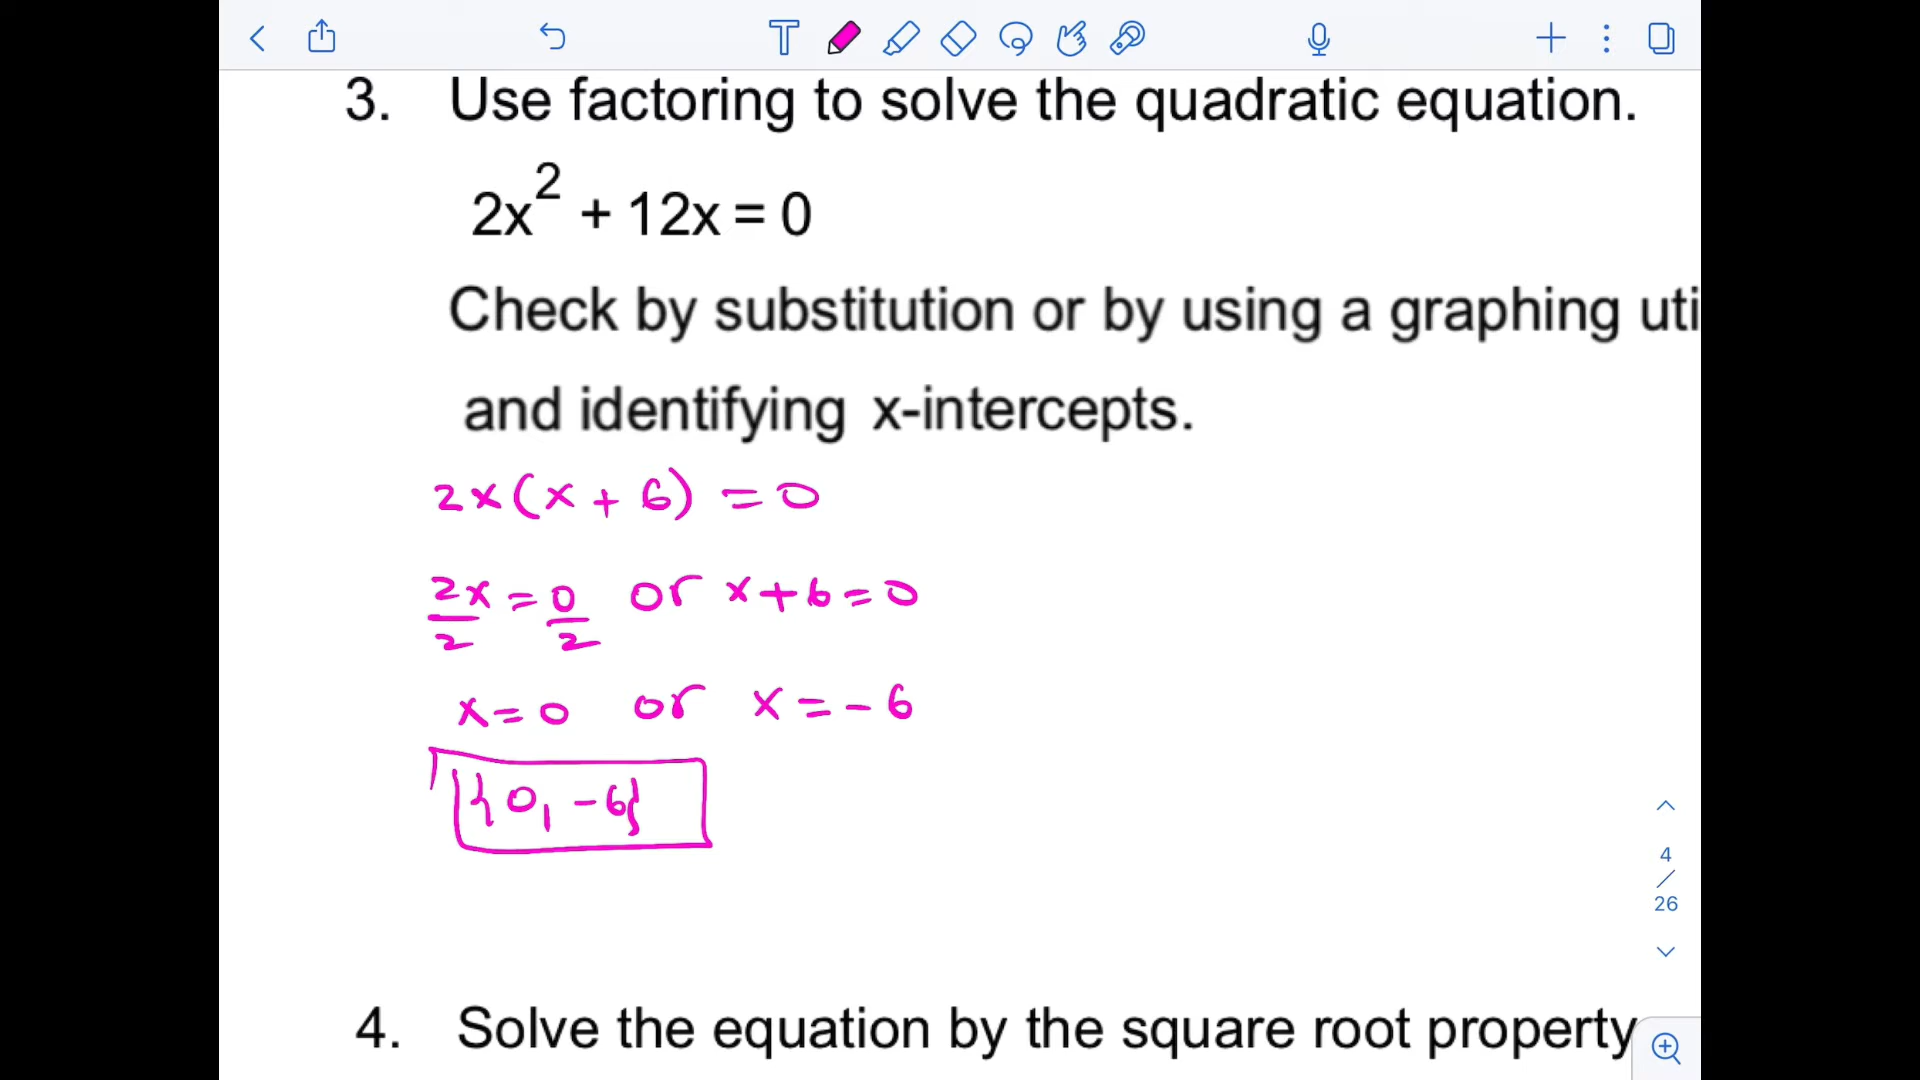 3. Use factoring to solve the quadratic equation.
2x² + 12x = 0
Check by substitution or by using a graphing uti
and identifying x-intercepts.
2x(x + 6) = 0
2x/2 = 0/2 or x+6=0
x=0 or x=-6
{0, -6}
4
/
26
4. Solve the equation by the square root property